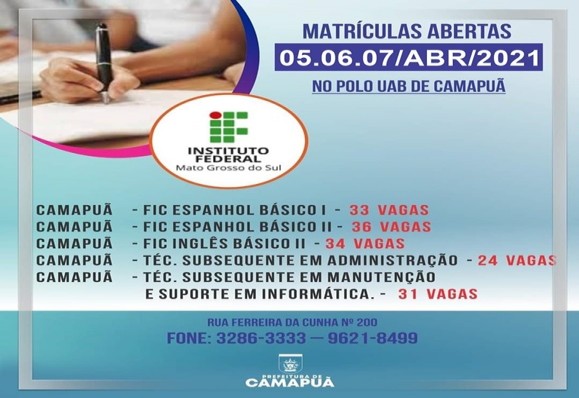 MATRÍCULAS ABERTAS
05.06.07/ABR/2021
NO POLO UAB DE CAMAPUÃ
INSTITUTO
FEDERAL
Mato Grosso do Sul
CAMAPUÃ - FIC ESPANHOL BÁSICO I - 33 VAGAS
CAMAPUÃ - FIC ESPANHOL BÁSICO II - 36 VAGAS
CAMAPUÃ - FIC INGLÊS BÁSICO II - 34 VAGAS
CAMAPUÃ - TÉC. SUBSEQUENTE EM ADMINISTRAÇÃO - 24 VAGAS
CAMAPUÃ - TÉC. SUBSEQUENTE EM MANUTENÇÃO
E SUPORTE EM INFORMÁTICA. - 31 VAGAS
RUA FERREIRA DA CUNHA Nº 200
FONE: 3286-3333 — 9621-8499
PREFEITURA DE
CAMAPUÃ